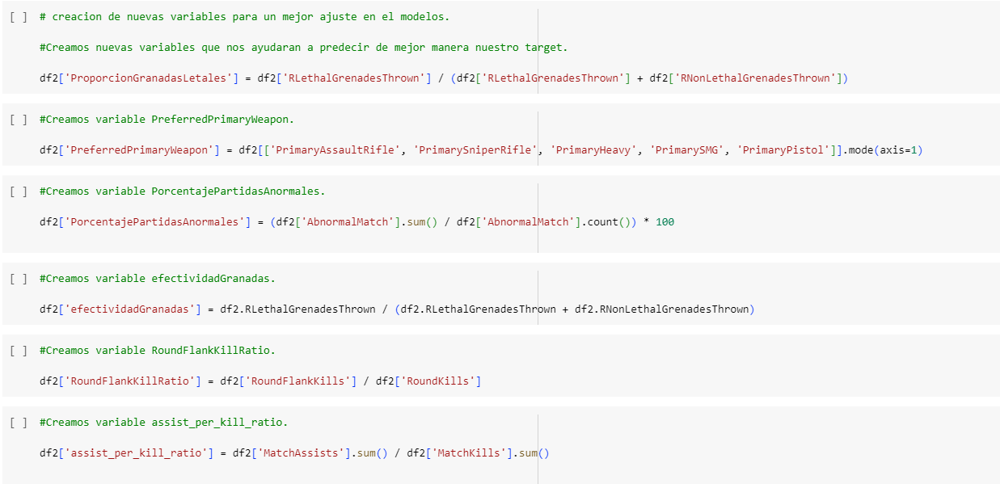 [ ] # creacion de nuevas variables para un mejor ajuste en el modelos.
#Creamos nuevas variables que nos ayudaran a predecir de mejor manera nuestro target.
df2['ProporcionGranadasLetales'] = df2['RLethalGrenadesThrown'] / (df2['RLethalGrenadesThrown'] + df2['RNonLethalGrenadesThrown'])
[ ] #Creamos variable PreferredPrimaryWeapon.
df2['PreferredPrimaryWeapon'] = df2[['PrimaryAssaultRifle', 'PrimarySniperRifle', 'PrimaryHeavy', 'PrimarySMG', 'PrimaryPistol']].mode(axis=1)
[ ] #Creamos variable PorcentajePartidasAnormales.
df2['PorcentajePartidasAnormales'] = (df2['AbnormalMatch'].sum() / df2['AbnormalMatch'].count()) * 100
[ ] #Creamos variable efectividadGranadas.
df2['efectividadGranadas'] = df2.RLethalGrenadesThrown / (df2.RLethalGrenadesThrown + df2.RNonLethalGrenadesThrown)
[ ] #Creamos variable RoundFlankKillRatio.
df2['RoundFlankKillRatio'] = df2['RoundFlankKills'] / df2['RoundKills']
[ ] #Creamos variable assist_per_kill_ratio.
df2['assist_per_kill_ratio'] = df2['MatchAssists'].sum() / df2['MatchKills'].sum()